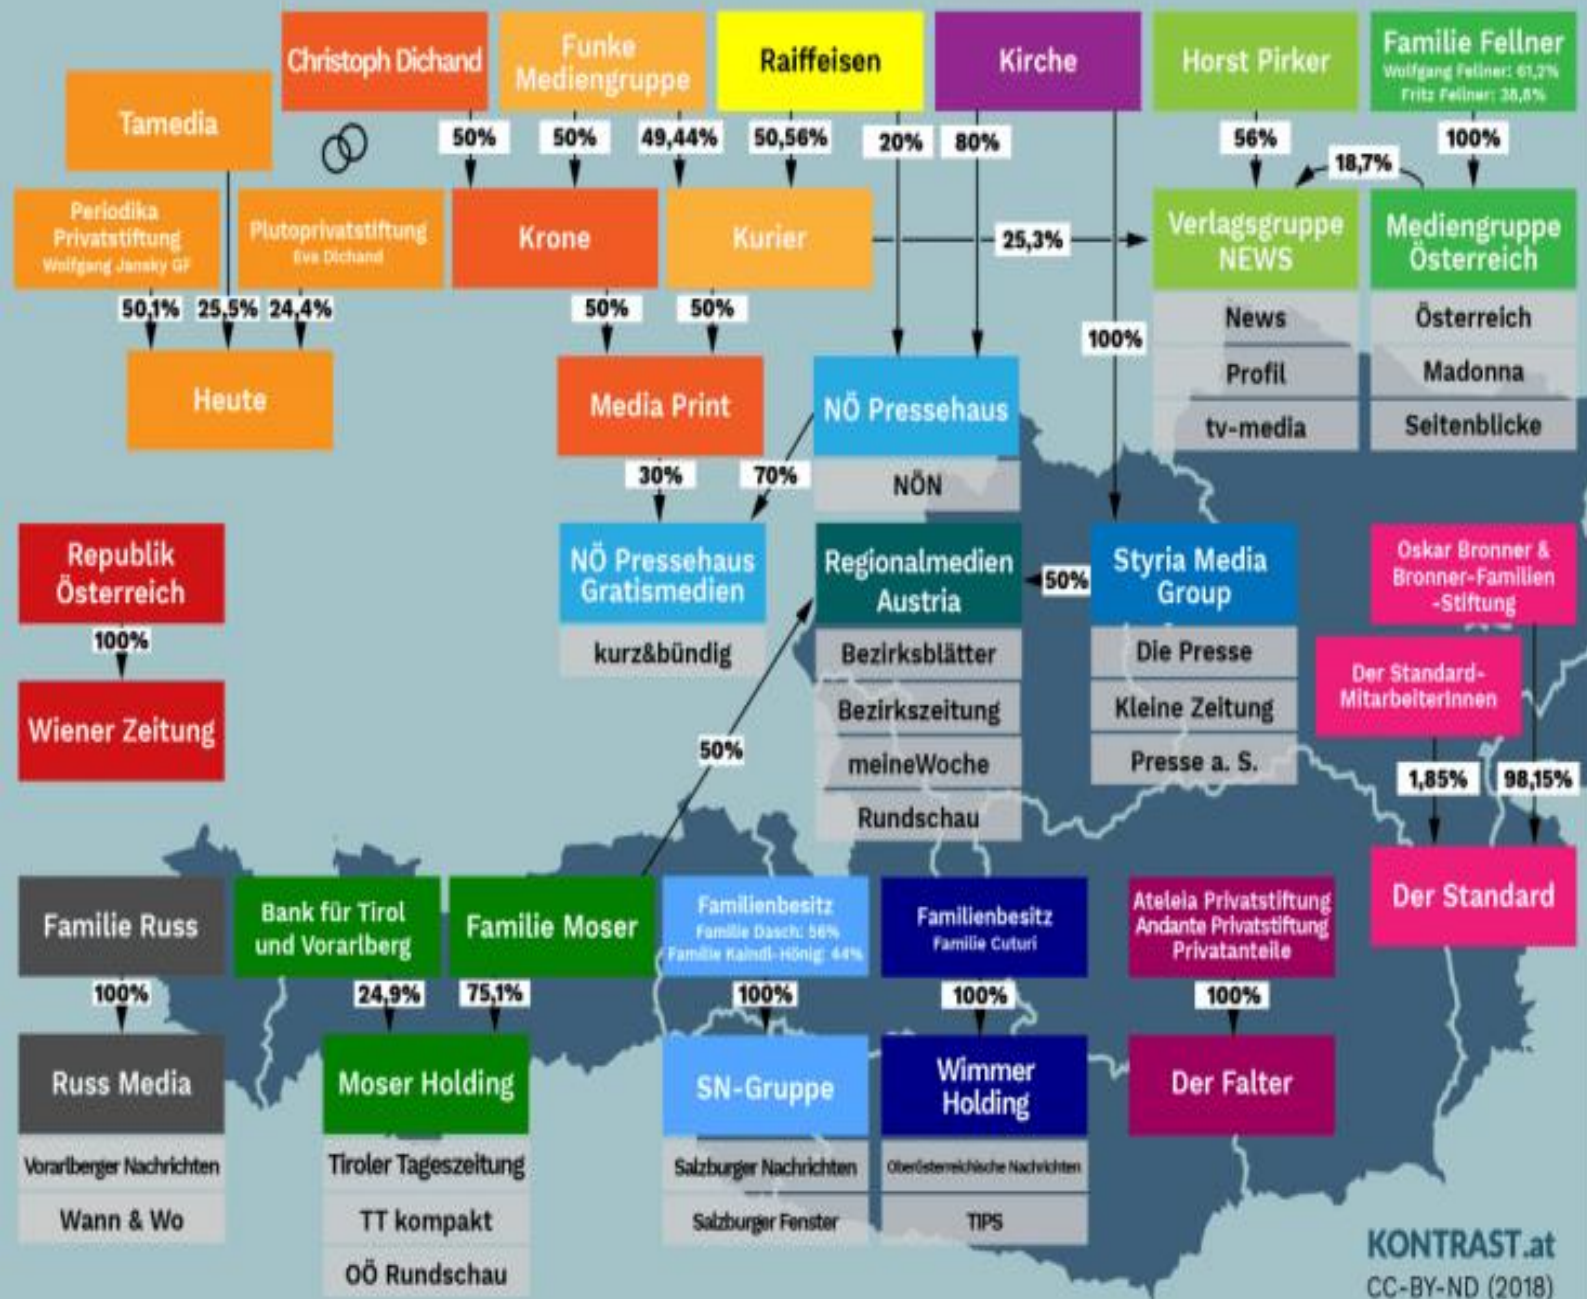 Christoph Dichand
Funke
Mediengruppe
Raiffeisen
Kirche
Horst Pirker
Familie Fellner
Wolfgang Fellner: 61,2%
Fritz Fellner: 38,8%
Tamedia
50%
50%
49,44%
50,56%
20%
80%
56%
18,7%
100%
Periodika
Privatstiftung
Wolfgang Jansky GF
Plutoprivatstiftung
Eva Dichand
Krone
Kurier
25,3%
Verlagsgruppe
NEWS
Mediengruppe
Österreich
50,1%
25,5%
24,4%
50%
50%
100%
News
Profil
tv-media
Österreich
Madonna
Seitenblicke
Heute
Media Print
NÖ Pressehaus
NÖN
30%
70%
Republik
Österreich
100%
Wiener Zeitung
NÖ Pressehaus
Gratismedien
kurz&bündig
Regionalmedien
Austria
Bezirksblätter
Bezirkszeitung
meineWoche
Rundschau
50%
50%
Styria Media
Group
Die Presse
Kleine Zeitung
Presse a. S.
Oskar Bronner &
Bronner-Familien
-Stiftung
Der Standard-
MitarbeiterInnen
1,85%
98,15%
Der Standard
Familie Russ
100%
Russ Media
Vorarlberger Nachrichten
Wann & Wo
Bank für Tirol
und Vorarlberg
Familie Moser
24,9%
75,1%
Moser Holding
Tiroler Tageszeitung
TT kompakt
OÖ Rundschau
Familienbesitz
Familie Dasch: 56%
Familie Kaindl-Hönig: 44%
100%
SN-Gruppe
Salzburger Nachrichten
Salzburger Fenster
Familienbesitz
Familie Cuturi
100%
Wimmer
Holding
Oberösterreichische Nachrichten
TIPS
Ateleia Privatstiftung
Andante Privatstiftung
Privatanteile
100%
Der Falter
KONTRAST.at
CC-BY-ND (2018)